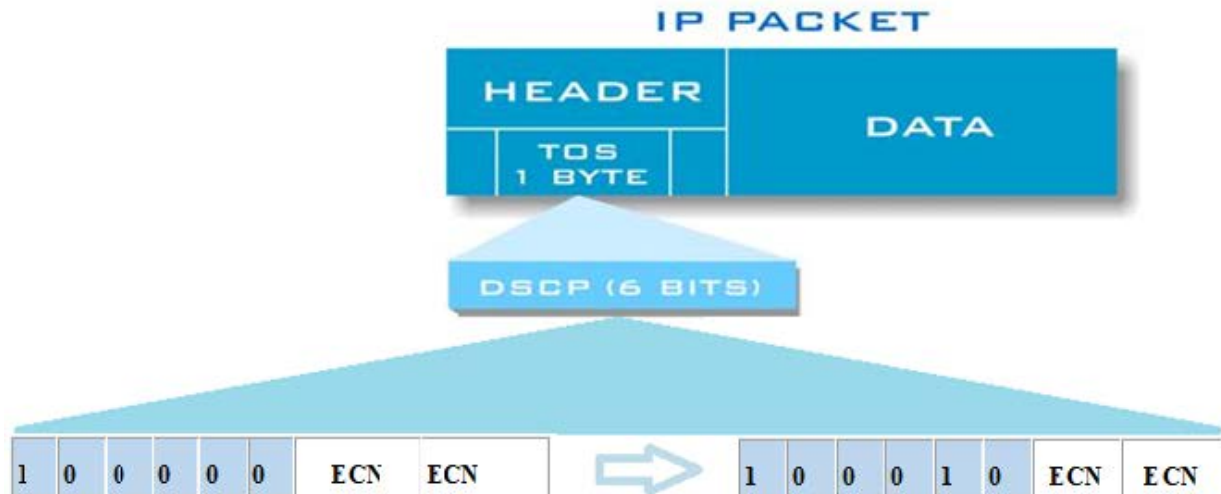 IP PACKET
HEADER
DATA
TOS
1 BYTE
DSCP (6 BITS)
1 0 0 0 0 0 ECN ECN 1 0 0 0 1 0 ECN ECN